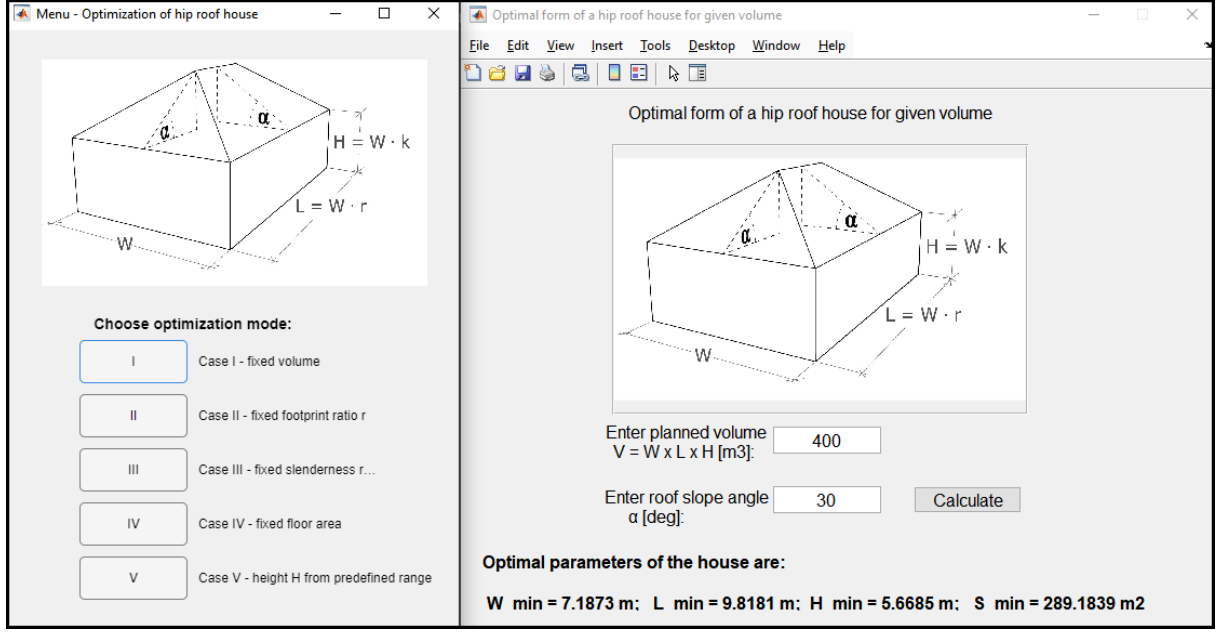 Menu - Optimization of hip roof house
α
α
H = W · k
L = W · r
W
Choose optimization mode:
I Case I - fixed volume
II Case II - fixed footprint ratio r
III Case III - fixed slenderness r...
IV Case IV - fixed floor area
V Case V - height H from predefined range
Optimal form of a hip roof house for given volume
File Edit View Insert Tools Desktop Window Help
Optimal form of a hip roof house for given volume
α
α
H = W · k
L = W · r
W
Enter planned volume
V = W x L x H [m3]:
400
Enter roof slope angle
α [deg]:
30
Calculate
Optimal parameters of the house are:
W min = 7.1873 m; L min = 9.8181 m; H min = 5.6685 m; S min = 289.1839 m2